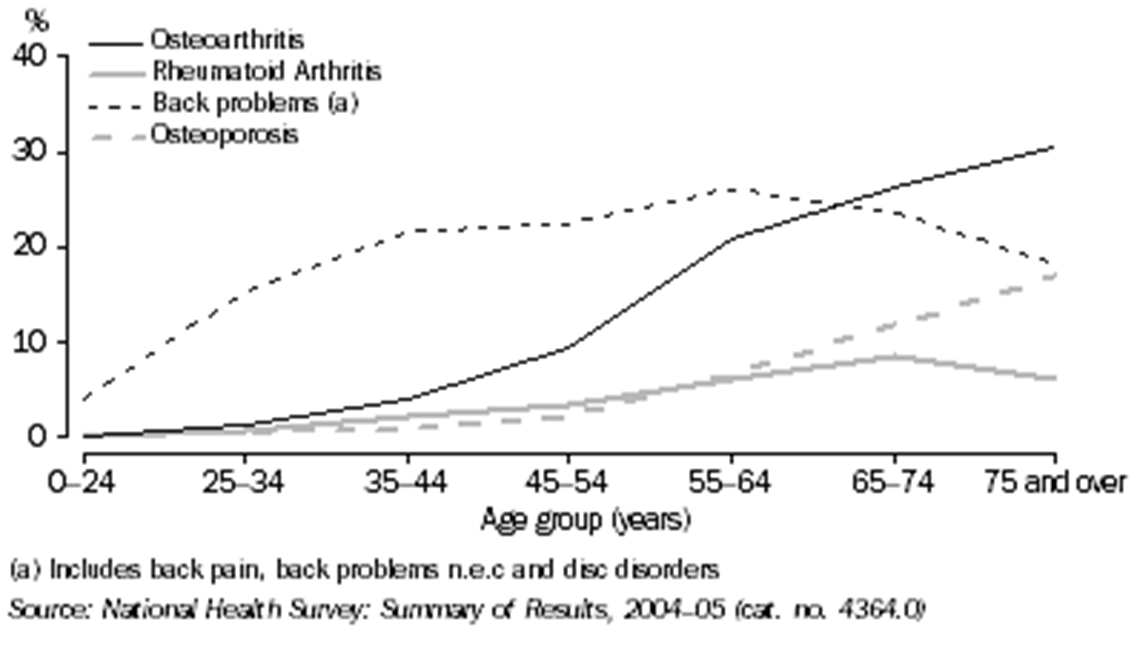 %
Osteoarthritis
40
Rheumatoid Arthritis
Back problems (a)
Osteoporosis
30
20
10
0
0–24 25–34 35–44 45–54 55–64 65–74 75 and over
Age group (years)
(a) Includes back pain, back problems n.e.c and disc disorders
Source: National Health Survey: Summary of Results, 2004–05 (cat. no. 4364.0)